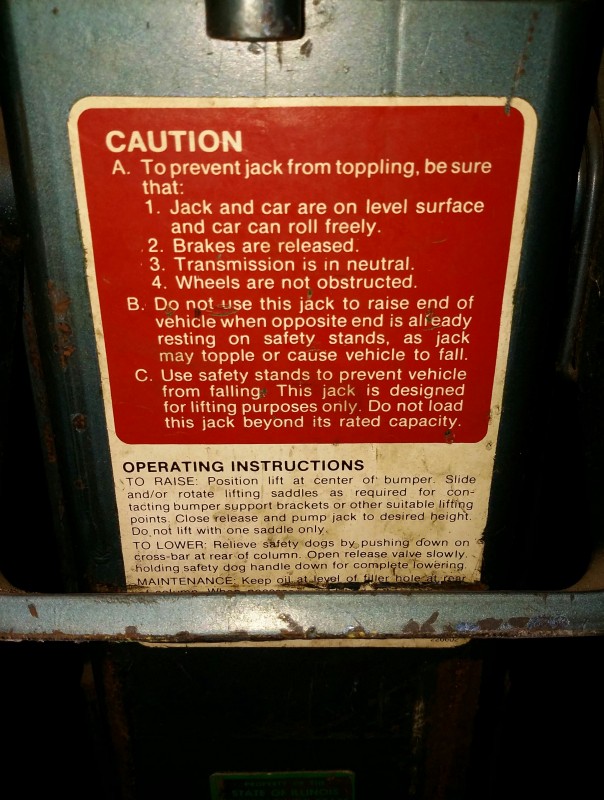 CAUTION
A. To prevent jack from toppling, be sure
that:
1. Jack and car are on level surface
and car can roll freely.
2. Brakes are released.
3. Transmission is in neutral.
4. Wheels are not obstructed.
B. Do not use this jack to raise end of
vehicle when opposite end is already
resting on safety stands, as jack
may topple or cause vehicle to fall.
C. Use safety stands to prevent vehicle
from falling. This jack is designed
for lifting purposes only. Do not load
this jack beyond its rated capacity.
OPERATING INSTRUCTIONS
TO RAISE: Position lift at center of bumper. Slide
and/or rotate lifting saddles as required for con-
tacting bumper support brackets or other suitable lifting
points. Close release and pump jack to desired height.
Do not lift with one saddle only.
TO LOWER: Relieve safety dogs by pushing down on
cross-bar at rear of column. Open release valve slowly,
holding safety dog handle down for complete lowering.
MAINTENANCE: Keep oil at level of filler hole at rear
column. When
STATE OF ILLINOIS